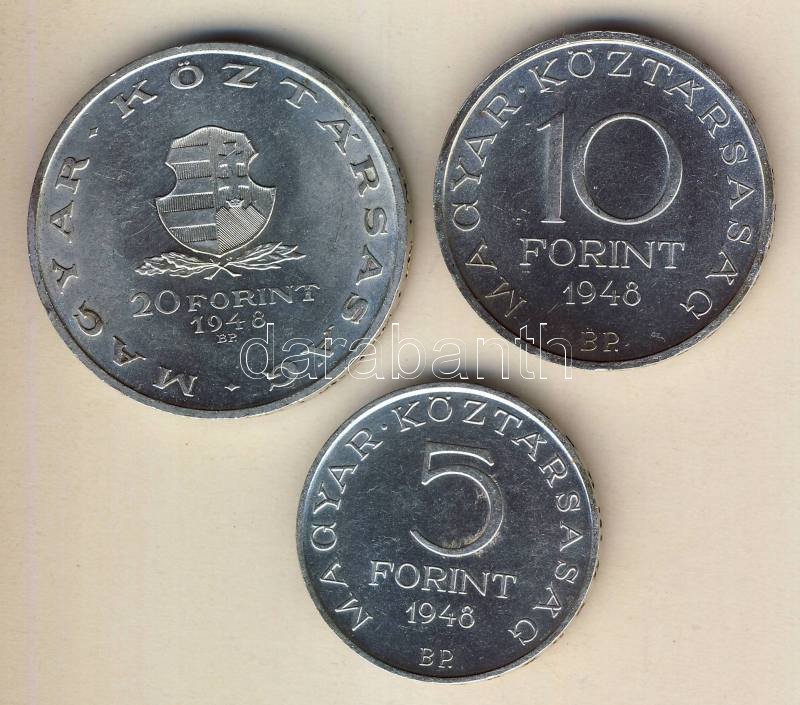 MAGYAR · KÖZTÁRSASÁG ·
20 FORINT
1948
BP.
MAGYAR · KÖZTÁRSASÁG
10
FORINT
1948
BP.
darabanth
MAGYAR · KÖZTÁRSASÁG
5
FORINT
1948
BP.